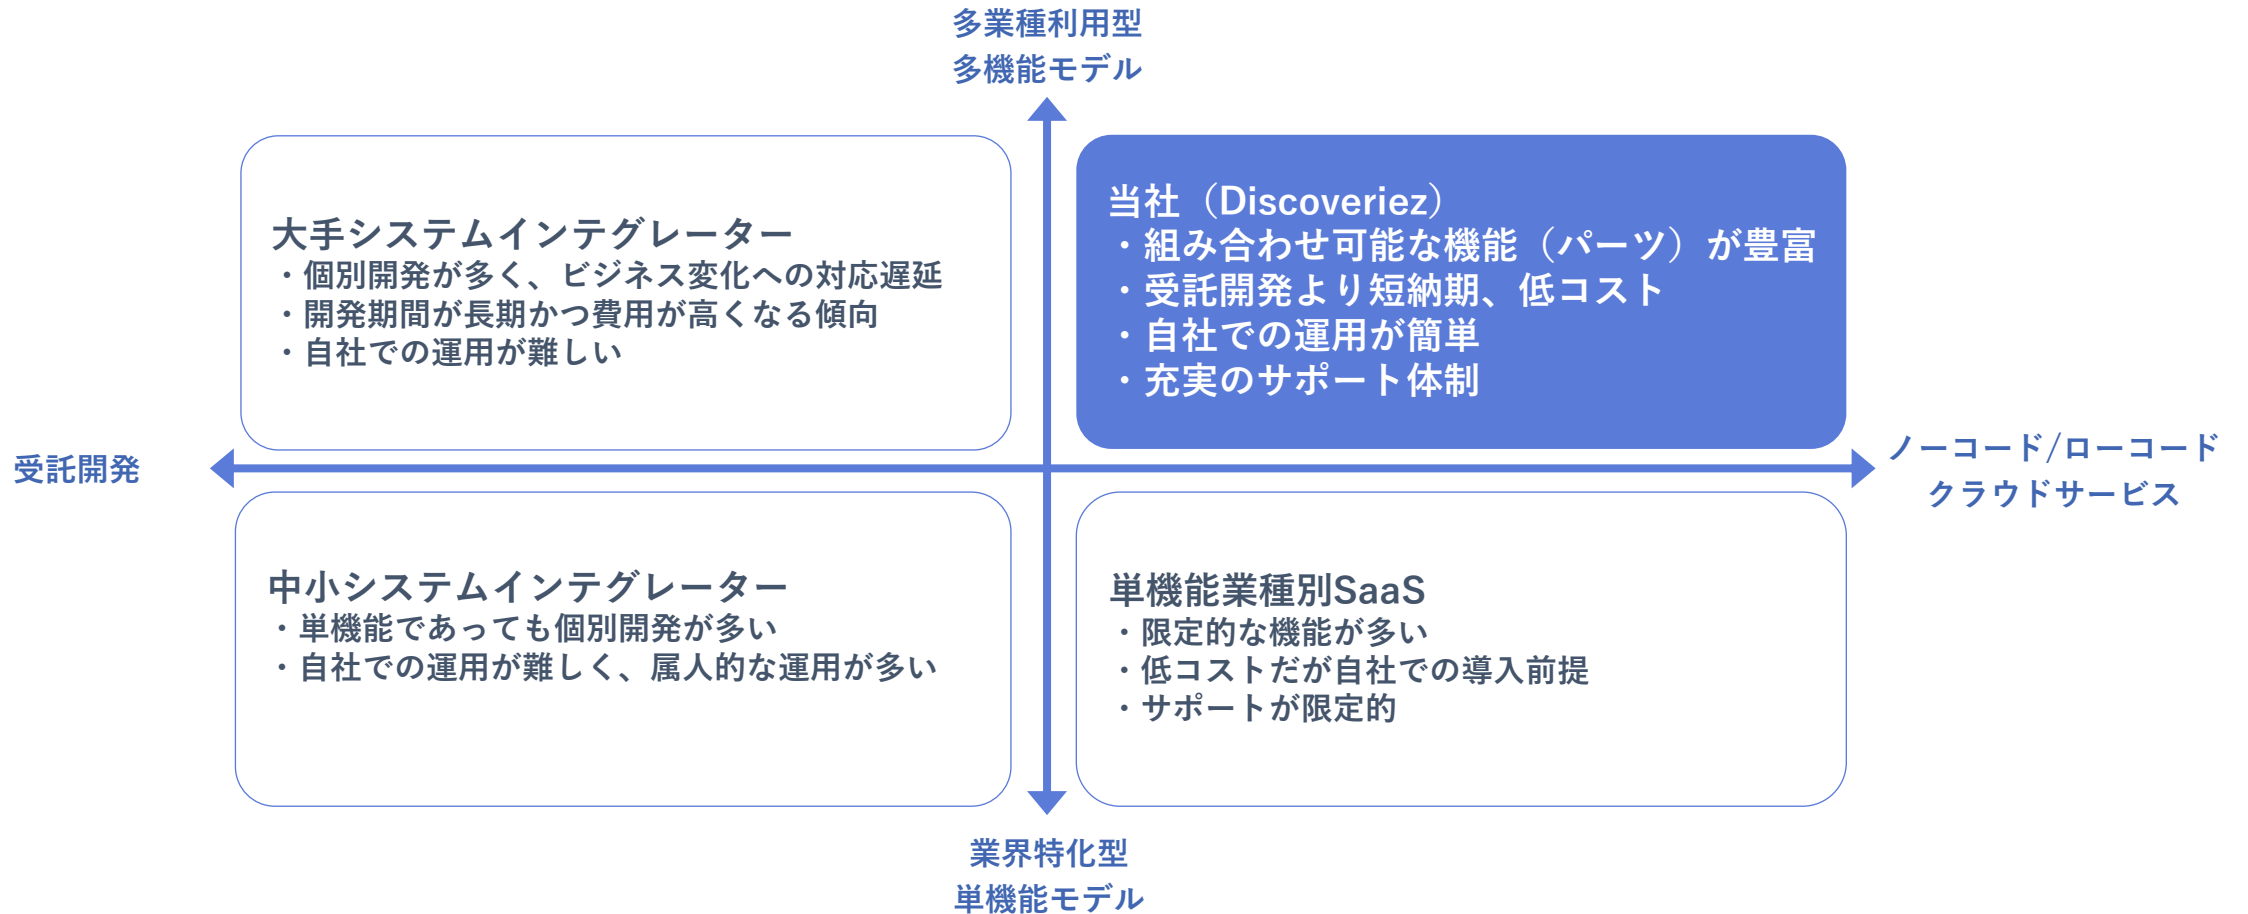 多業種利用型
多機能モデル
大手システムインテグレーター
・個別開発が多く、ビジネス変化への対応遅延
・開発期間が長期かつ費用が高くなる傾向
・自社での運用が難しい
当社（Discoveriez）
・組み合わせ可能な機能（パーツ）が豊富
・受託開発より短納期、低コスト
・自社での運用が簡単
・充実のサポート体制
受託開発
ノーコード/ローコード
クラウドサービス
中小システムインテグレーター
・単機能であっても個別開発が多い
・自社での運用が難しく、属人的な運用が多い
単機能業種別SaaS
・限定的な機能が多い
・低コストだが自社での導入前提
・サポートが限定的
業界特化型
単機能モデル